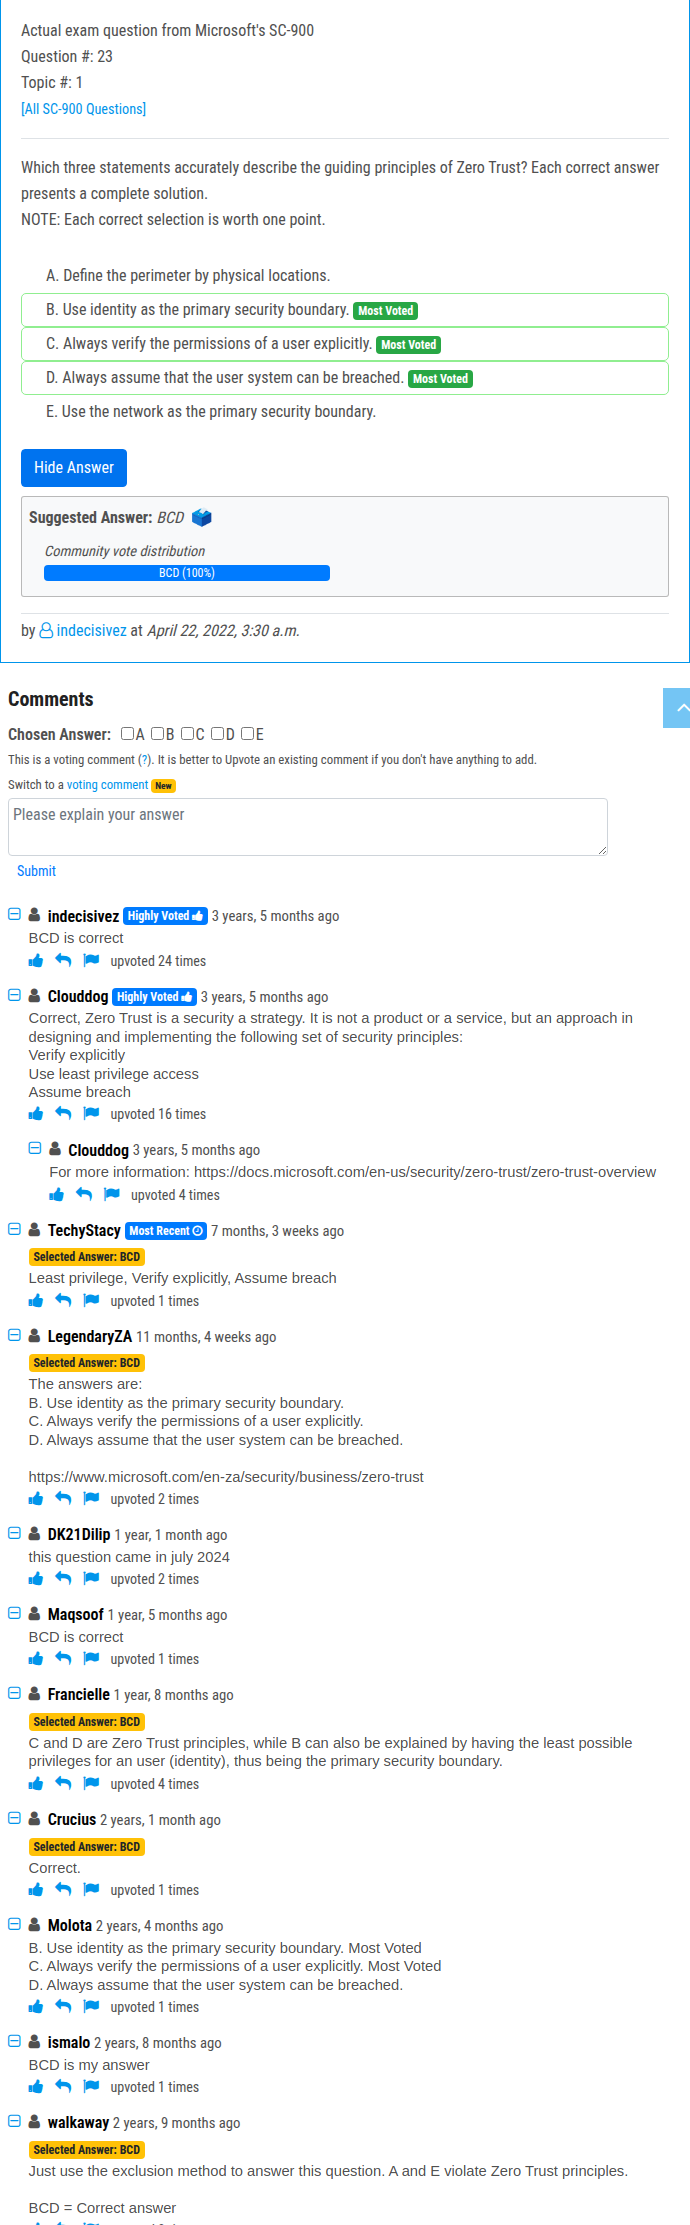 Actual exam question from Microsoft's SC-900
Question #: 23
Topic #: 1
[All SC-900 Questions]
Which three statements accurately describe the guiding principles of Zero Trust? Each correct answer
presents a complete solution.
NOTE: Each correct selection is worth one point.
A. Define the perimeter by physical locations.
B. Use identity as the primary security boundary. Most Voted
C. Always verify the permissions of a user explicitly. Most Voted
D. Always assume that the user system can be breached. Most Voted
E. Use the network as the primary security boundary.
Hide Answer
Suggested Answer: BCD
Community vote distribution
BCD (100%)
by indecisivez at April 22, 2022, 3:30 a.m.
Comments
Chosen Answer: A B C D E
This is a voting comment (?). It is better to Upvote an existing comment if you don't have anything to add.
Switch to a voting comment New
Please explain your answer
Submit
indecisivez Highly Voted 3 years, 5 months ago
BCD is correct
upvoted 24 times
Clouddog Highly Voted 3 years, 5 months ago
Correct, Zero Trust is a security a strategy. It is not a product or a service, but an approach in
designing and implementing the following set of security principles:
Verify explicitly
Use least privilege access
Assume breach
upvoted 16 times
Clouddog 3 years, 5 months ago
For more information: https://docs.microsoft.com/en-us/security/zero-trust/zero-trust-overview
upvoted 4 times
TechyStacy Most Recent 7 months, 3 weeks ago
Selected Answer: BCD
Least privilege, Verify explicitly, Assume breach
upvoted 1 times
LegendaryZA 11 months, 4 weeks ago
Selected Answer: BCD
The answers are:
B. Use identity as the primary security boundary.
C. Always verify the permissions of a user explicitly.
D. Always assume that the user system can be breached.
https://www.microsoft.com/en-za/security/business/zero-trust
upvoted 2 times
DK21Dilip 1 year, 1 month ago
this question came in july 2024
upvoted 2 times
Maqsoof 1 year, 5 months ago
BCD is correct
upvoted 1 times
Francielle 1 year, 8 months ago
Selected Answer: BCD
C and D are Zero Trust principles, while B can also be explained by having the least possible
privileges for an user (identity), thus being the primary security boundary.
upvoted 4 times
Crucius 2 years, 1 month ago
Selected Answer: BCD
Correct.
upvoted 1 times
Molota 2 years, 4 months ago
B. Use identity as the primary security boundary. Most Voted
C. Always verify the permissions of a user explicitly. Most Voted
D. Always assume that the user system can be breached.
upvoted 1 times
ismalo 2 years, 8 months ago
BCD is my answer
upvoted 1 times
walkaway 2 years, 9 months ago
Selected Answer: BCD
Just use the exclusion method to answer this question. A and E violate Zero Trust principles.
BCD = Correct answer